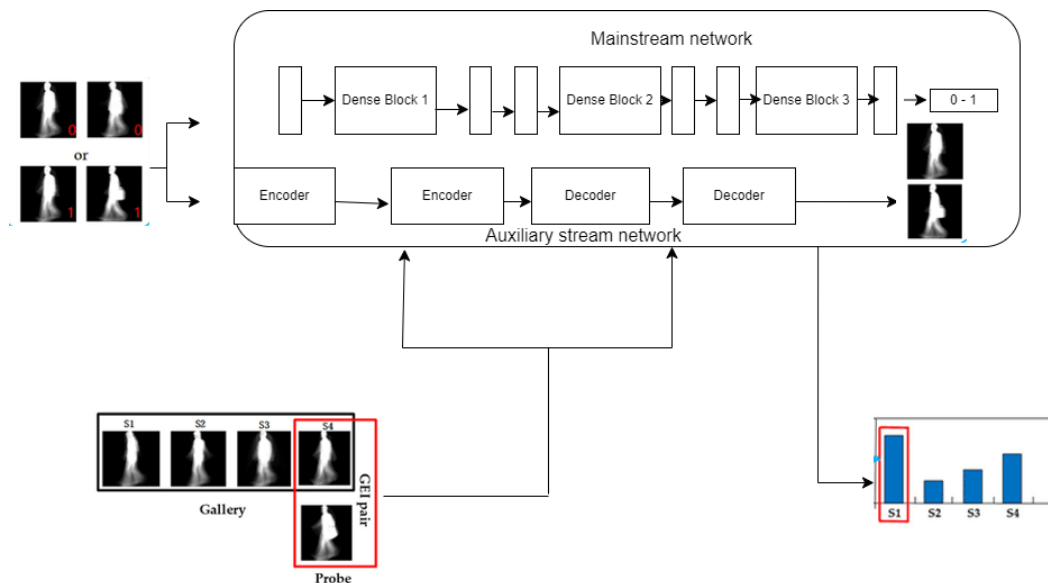 Mainstream network
Dense Block 1
Dense Block 2
Dense Block 3
0 - 1
0
0
or
1
1
Encoder
Encoder
Decoder
Decoder
Auxiliary stream network
S1
S2
S3
S4
Gallery
GEI pair
Probe
S1
S2
S3
S4